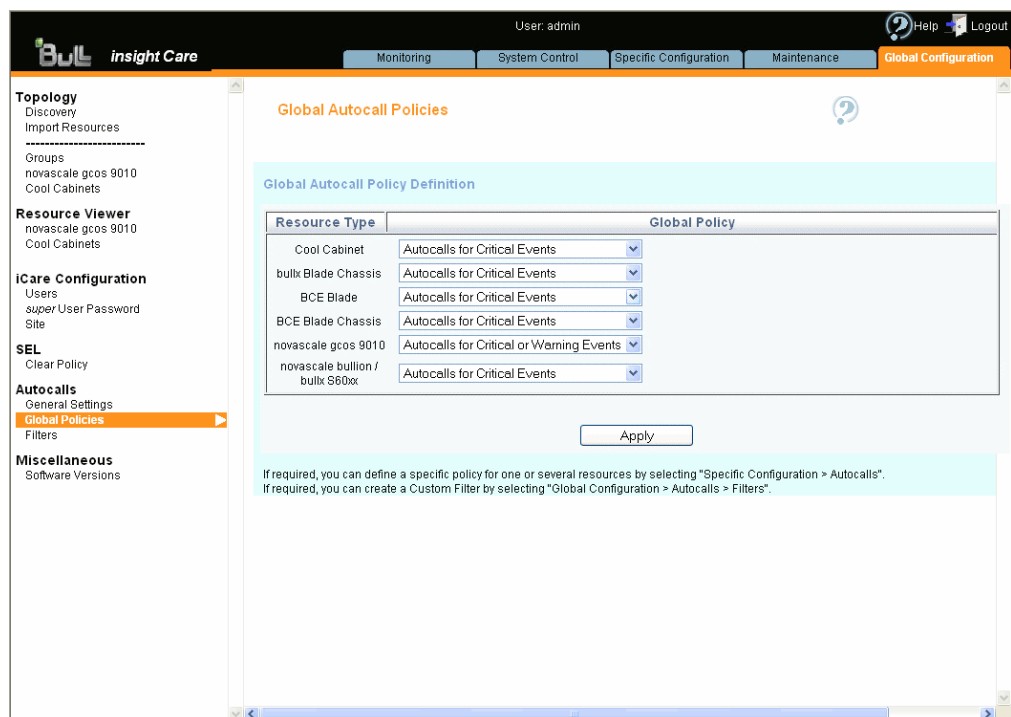 User: admin
Help
Logout
Bull
insight Care
Monitoring
System Control
Specific Configuration
Maintenance
Global Configuration
Topology
Discovery
Import Resources
-------------------------
Groups
novascale gcos 9010
Cool Cabinets
Resource Viewer
novascale gcos 9010
Cool Cabinets
iCare Configuration
Users
super User Password
Site
SEL
Clear Policy
Autocalls
General Settings
Global Policies
Filters
Miscellaneous
Software Versions
Global Autocall Policies
Global Autocall Policy Definition
Resource Type Global Policy
Cool Cabinet Autocalls for Critical Events
bullx Blade Chassis Autocalls for Critical Events
BCE Blade Autocalls for Critical Events
BCE Blade Chassis Autocalls for Critical Events
novascale gcos 9010 Autocalls for Critical or Warning Events
novascale bullion /
bullx S60xx Autocalls for Critical Events
Apply
If required, you can define a specific policy for one or several resources by selecting "Specific Configuration > Autocalls".
If required, you can create a Custom Filter by selecting "Global Configuration > Autocalls > Filters".